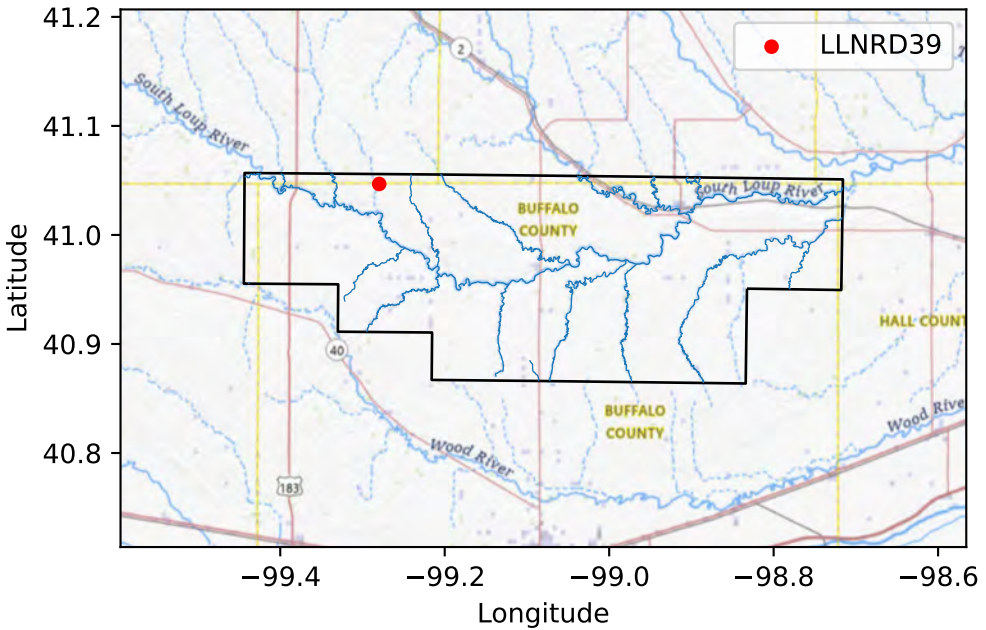 41.2
41.1
41.0
40.9
40.8
Latitude
−99.4
−99.2
−99.0
−98.8
−98.6
Longitude
LLNRD39
2
South Loup River
South Loup River
BUFFALO
COUNTY
HALL COUNT
40
BUFFALO
COUNTY
Wood River
Wood Rive
183